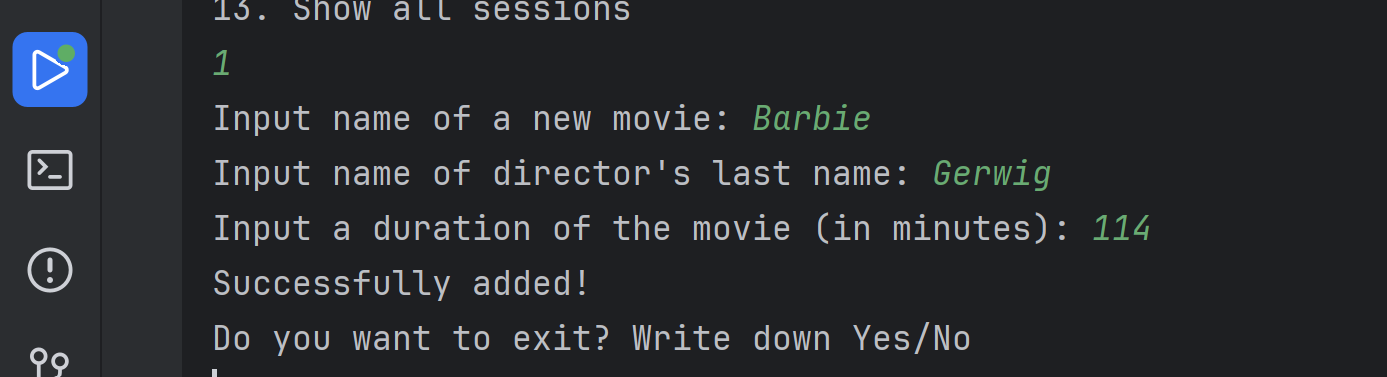 13. Show all sessions
1
Input name of a new movie: Barbie
Input name of director's last name: Gerwig
Input a duration of the movie (in minutes): 114
Successfully added!
Do you want to exit? Write down Yes/No